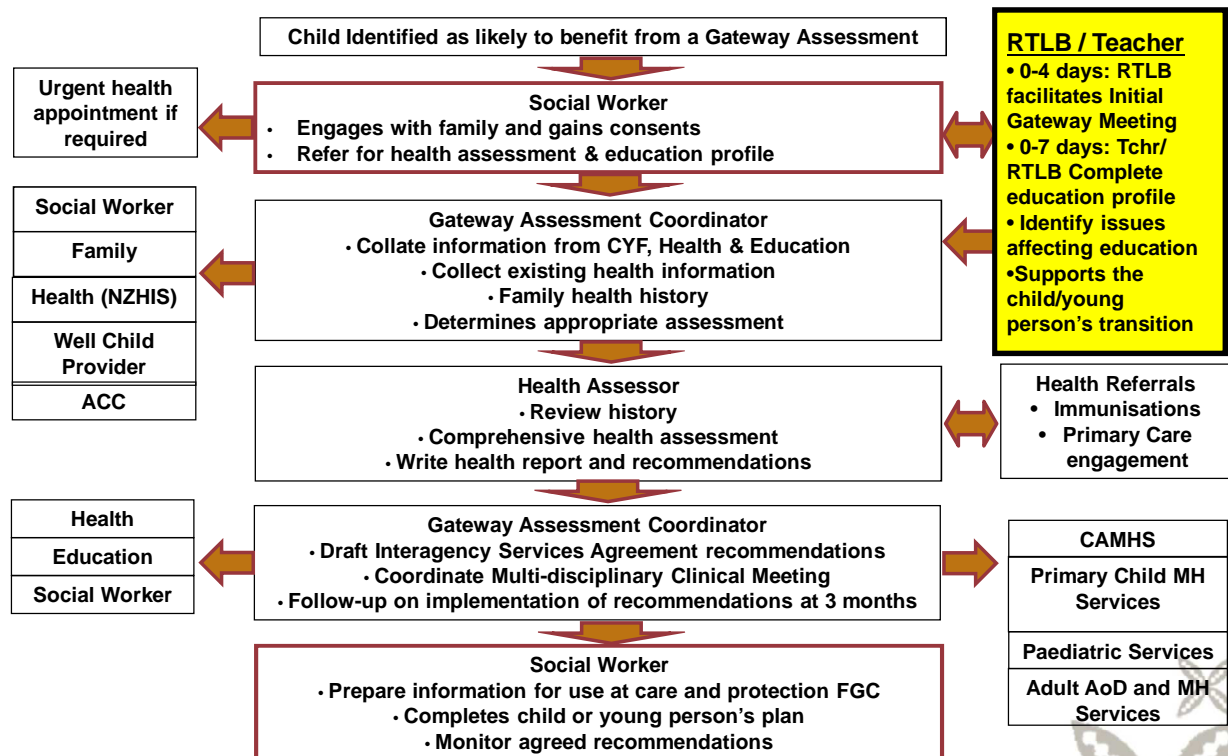 Child Identified as likely to benefit from a Gateway Assessment
Urgent health
appointment if
required
Social Worker
• Engages with family and gains consents
• Refer for health assessment & education profile
RTLB / Teacher
• 0-4 days: RTLB
facilitates Initial
Gateway Meeting
• 0-7 days: Tchr/
RTLB Complete
education profile
• Identify issues
affecting education
•Supports the
child/young
person's transition
Social Worker
Family
Health (NZHIS)
Well Child
Provider
ACC
Gateway Assessment Coordinator
• Collate information from CYF, Health & Education
• Collect existing health information
• Family health history
• Determines appropriate assessment
Health Assessor
• Review history
• Comprehensive health assessment
• Write health report and recommendations
Health Referrals
• Immunisations
• Primary Care
engagement
Health
Education
Social Worker
Gateway Assessment Coordinator
• Draft Interagency Services Agreement recommendations
• Coordinate Multi-disciplinary Clinical Meeting
• Follow-up on implementation of recommendations at 3 months
CAMHS
Primary Child MH
Services
Paediatric Services
Adult AoD and MH
Services
Social Worker
• Prepare information for use at care and protection FGC
• Completes child or young person's plan
• Monitor agreed recommendations